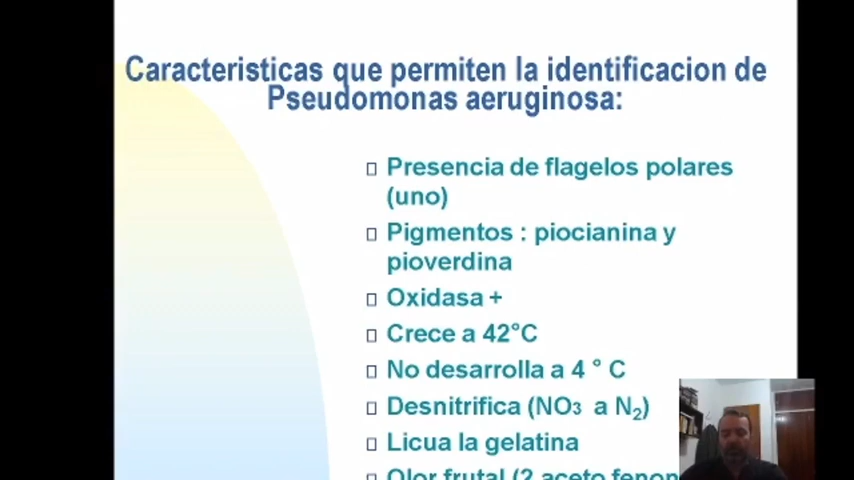 Caracteristicas que permiten la identificacion de
Pseudomonas aeruginosa:
Presencia de flagelos polares
(uno)
Pigmentos : piocianina y
pioverdina
Oxidasa +
Crece a 42°C
No desarrolla a 4 ° C
Desnitrifica (NO₃ a N₂)
Licua la gelatina
Olor frutal (2 aceto fenon